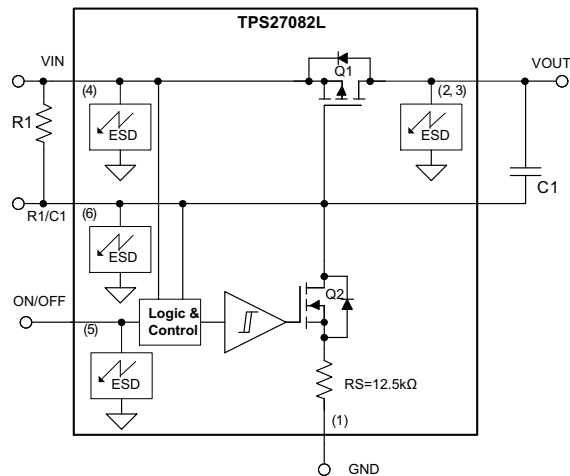 TPS27082L
VIN
VOUT
Q1
(4)
(2, 3)
R1
ESD
ESD
C1
R1/C1
(6)
ESD
ON/OFF
Q2
(5)
Logic &
Control
ESD
RS=12.5kΩ
(1)
GND